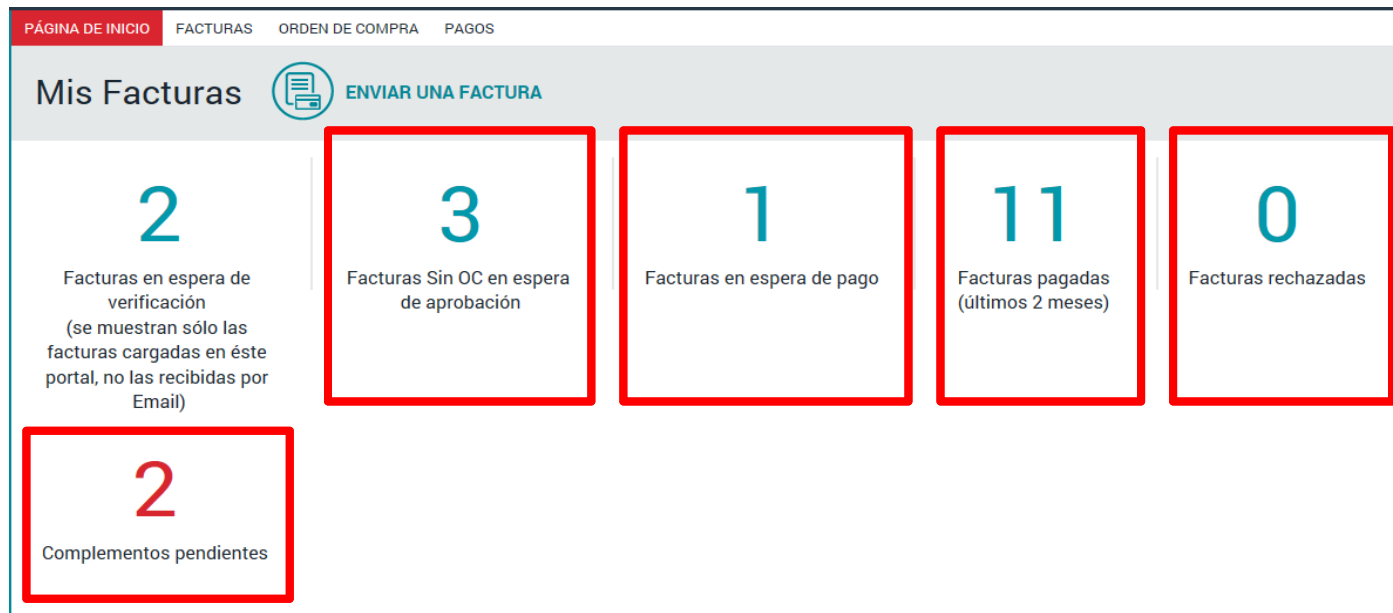 PÁGINA DE INICIO FACTURAS ORDEN DE COMPRA PAGOS
Mis Facturas ENVIAR UNA FACTURA
2
Facturas en espera de
verificación
(se muestran sólo las
facturas cargadas en éste
portal, no las recibidas por
Email)
3
Facturas Sin OC en espera
de aprobación
1
Facturas en espera de pago
11
Facturas pagadas
(últimos 2 meses)
0
Facturas rechazadas
2
Complementos pendientes